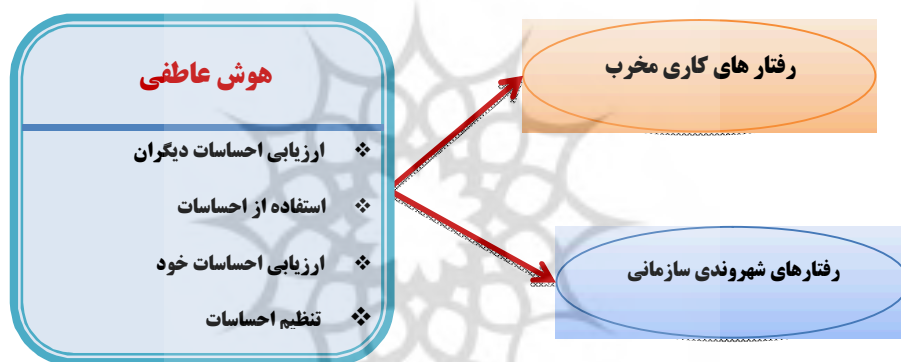 هوش عاطفی
❖ ارزیابی احساسات دیگران
❖ استفاده از احساسات
❖ ارزیابی احساسات خود
❖ تنظیم احساسات
رفتار های کاری مخرب
رفتارهای شهروندی سازمانی